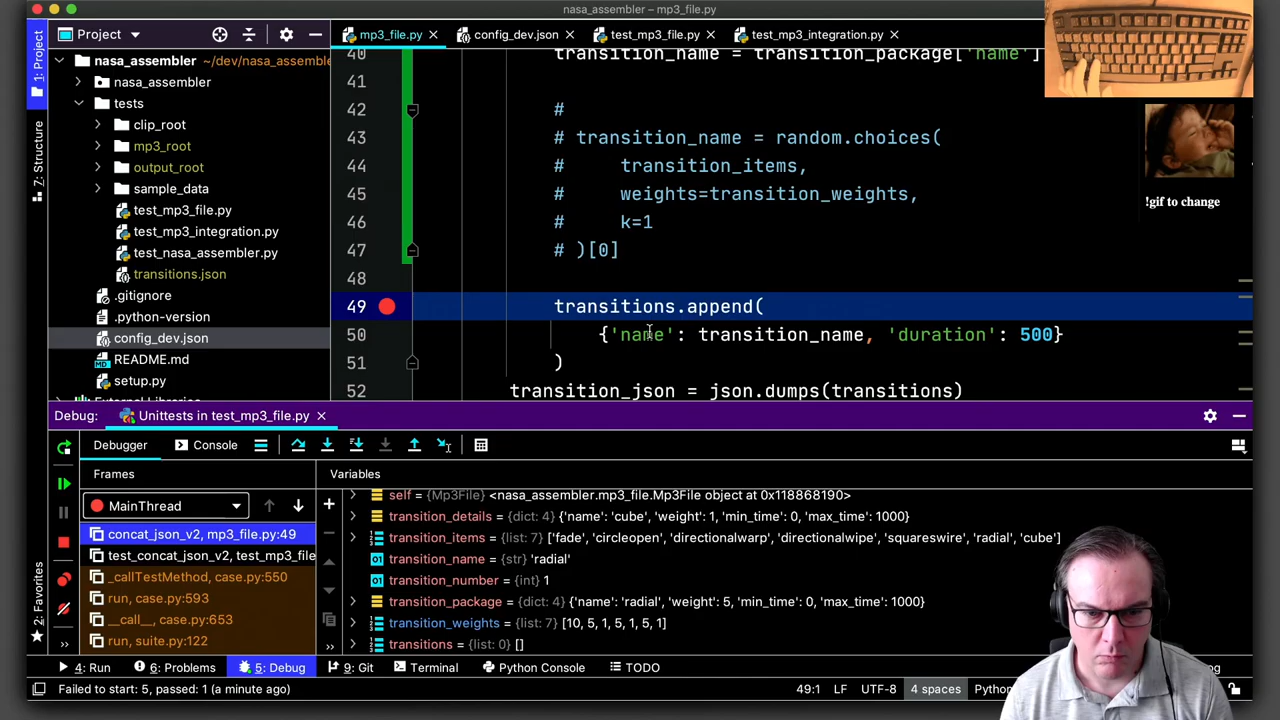 nasa_assembler – mp3_file.py
Project
mp3_file.py
config_dev.json
test_mp3_file.py
test_mp3_integration.py
1: Project
7: Structure
2: Favorites
nasa_assembler ~/dev/nasa_assemble
nasa_assembler
tests
clip_root
mp3_root
output_root
sample_data
test_mp3_file.py
test_mp3_integration.py
test_nasa_assembler.py
transitions.json
.gitignore
.python-version
config_dev.json
README.md
setup.py
40 transition_name = transition_package['name']
41
42 #
43 # transition_name = random.choices(
44 #     transition_items,
45 #     weights=transition_weights,
46 #     k=1
47 # )[0]
48
49 transitions.append(
50 {'name': transition_name, 'duration': 500}
51 )
52 transition_json = json.dumps(transitions)
!gif to change
Debug: Unittests in test_mp3_file.py
Debugger Console
Frames
Variables
MainThread
concat_json_v2, mp3_file.py:49
test_concat_json_v2, test_mp3_file
_callTestMethod, case.py:550
run, case.py:593
__call__, case.py:653
run, suite.py:122
self = {Mp3File} <nasa_assembler.mp3_file.Mp3File object at 0x118868190>
transition_details = {dict: 4} {'name': 'cube', 'weight': 1, 'min_time': 0, 'max_time': 1000}
transition_items = {list: 7} ['fade', 'circleopen', 'directionalwarp', 'directionalwipe', 'squareswire', 'radial', 'cube']
transition_name = {str} 'radial'
transition_number = {int} 1
transition_package = {dict: 4} {'name': 'radial', 'weight': 5, 'min_time': 0, 'max_time': 1000}
transition_weights = {list: 7} [10, 5, 1, 5, 1, 5, 1]
transitions = {list: 0} []
4: Run 6: Problems 5: Debug 9: Git Terminal Python Console TODO
Failed to start: 5, passed: 1 (a minute ago)
49:1 LF UTF-8 4 spaces